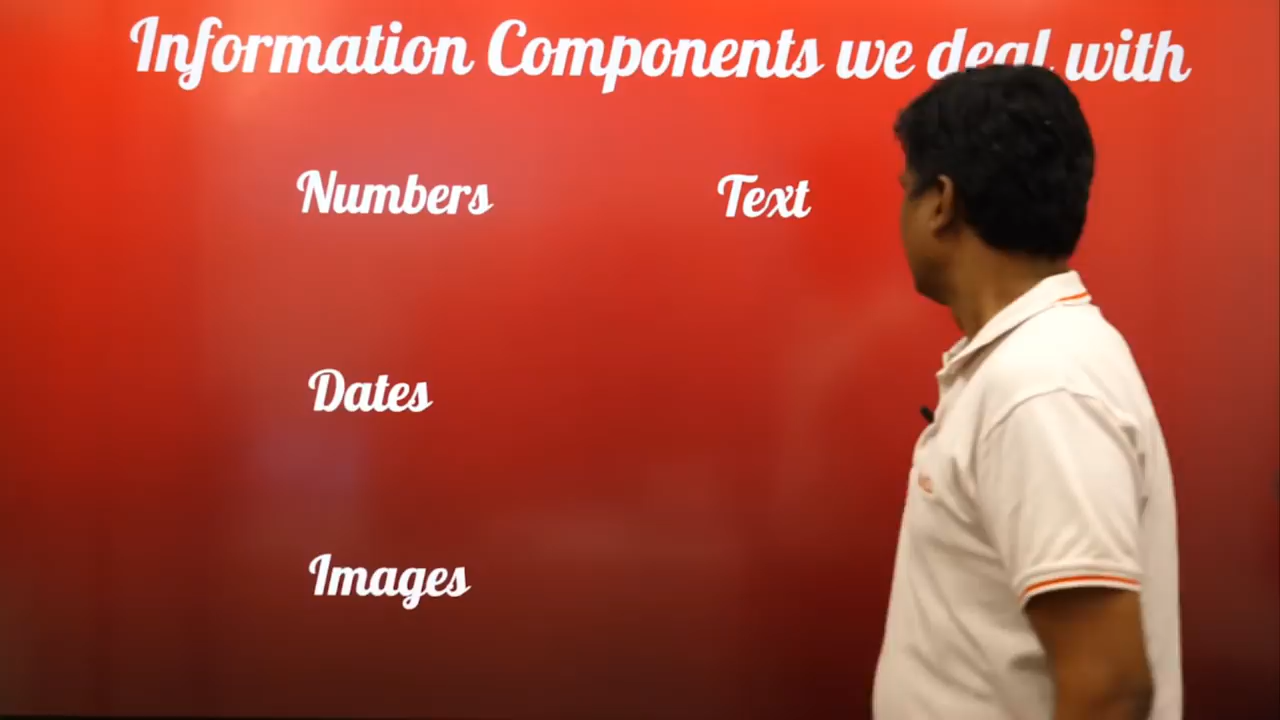 Information Components we deal with
Numbers Text
Dates
Images